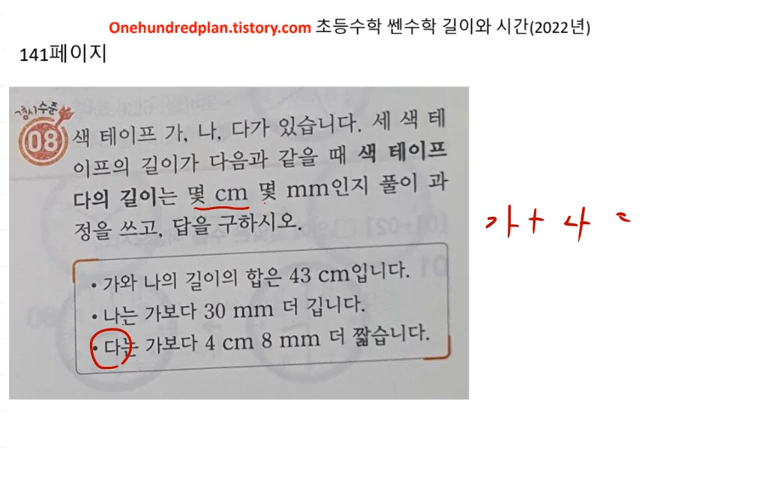 Onehundredplan.tistory.com 초등수학 쎈수학 길이와 시간(2022년)
141페이지
경시수준
08
색 테이프 가, 나, 다가 있습니다. 세 색 테
이프의 길이가 다음과 같을 때 색 테이프
다의 길이는 몇 cm 몇 mm인지 풀이 과
정을 쓰고, 답을 구하시오.
• 가와 나의 길이의 합은 43 cm입니다.
• 나는 가보다 30 mm 더 깁니다.
• 다는 가보다 4 cm 8 mm 더 짧습니다.
가 + 나 =